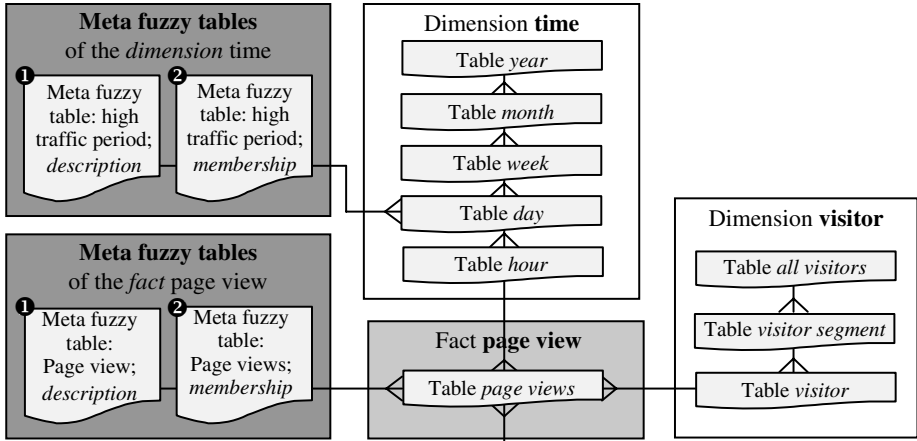 Meta fuzzy tables
of the dimension time
1
Meta fuzzy
table: high
traffic period;
description
2
Meta fuzzy
table: high
traffic period;
membership
Dimension time
Table year
Table month
Table week
Table day
Table hour
Meta fuzzy tables
of the fact page view
1
Meta fuzzy
table:
Page view;
description
2
Meta fuzzy
table:
Page views;
membership
Fact page view
Table page views
Dimension visitor
Table all visitors
Table visitor segment
Table visitor